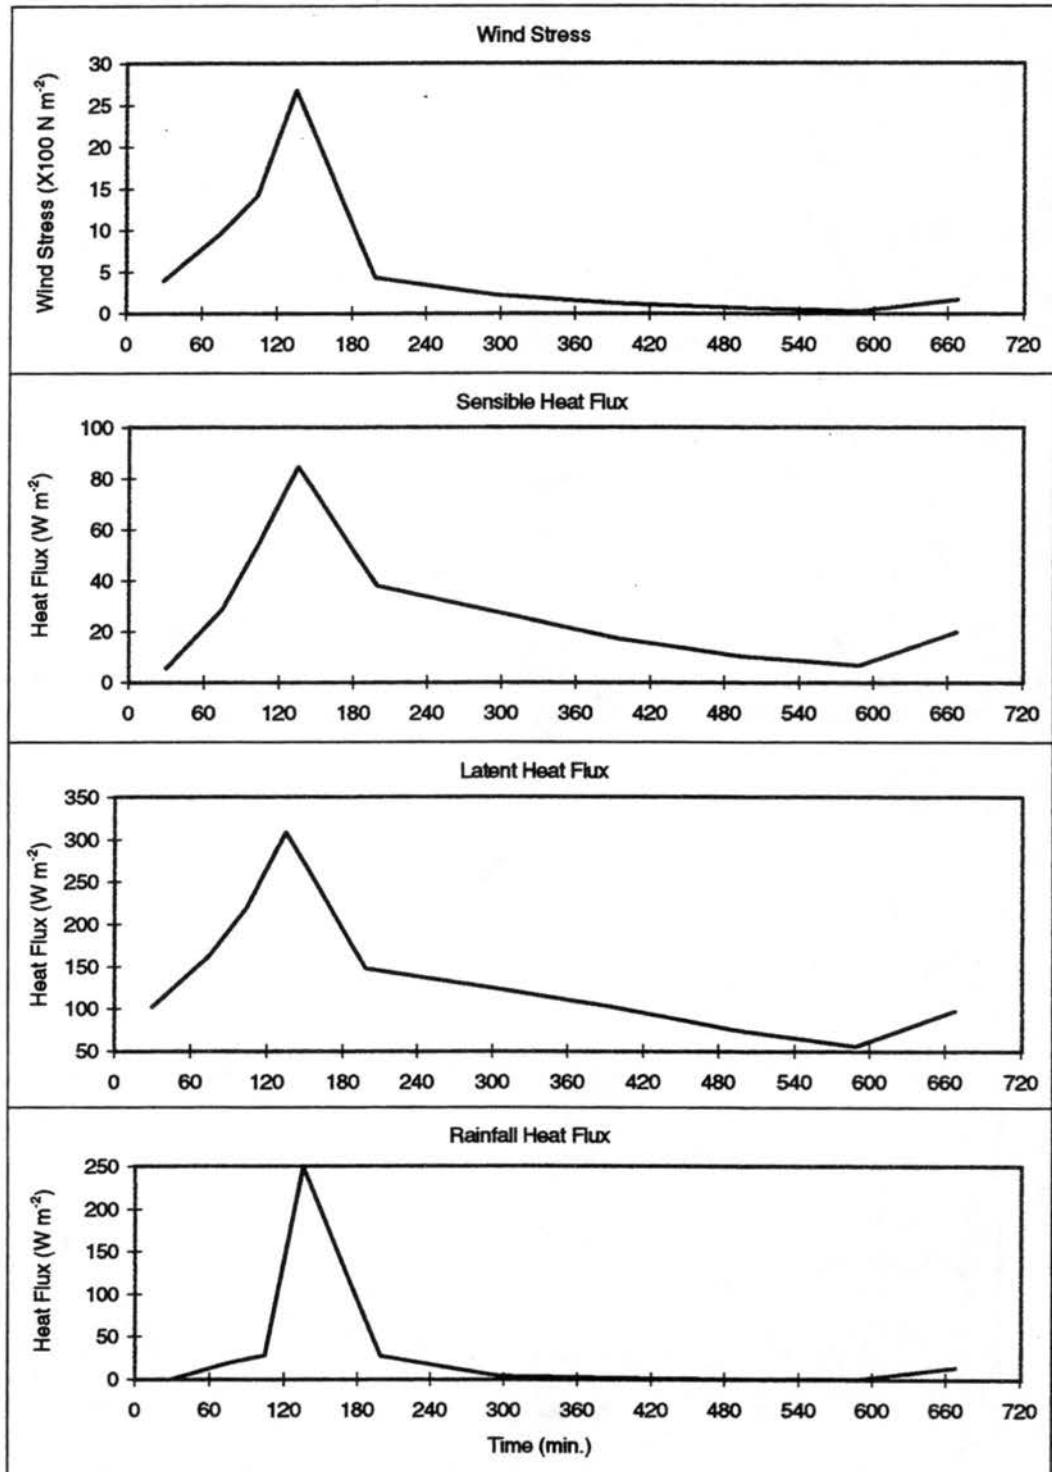 Wind Stress
Wind Stress (X100 N m-2)
30
25
20
15
10
5
0
0 60 120 180 240 300 360 420 480 540 600 660 720
Sensible Heat Flux
Heat Flux (W m-2)
100
80
60
40
20
0
0 60 120 180 240 300 360 420 480 540 600 660 720
Latent Heat Flux
Heat Flux (W m-2)
350
300
250
200
150
100
50
0 60 120 180 240 300 360 420 480 540 600 660 720
Rainfall Heat Flux
Heat Flux (W m-2)
250
200
150
100
50
0
0 60 120 180 240 300 360 420 480 540 600 660 720
Time (min.)